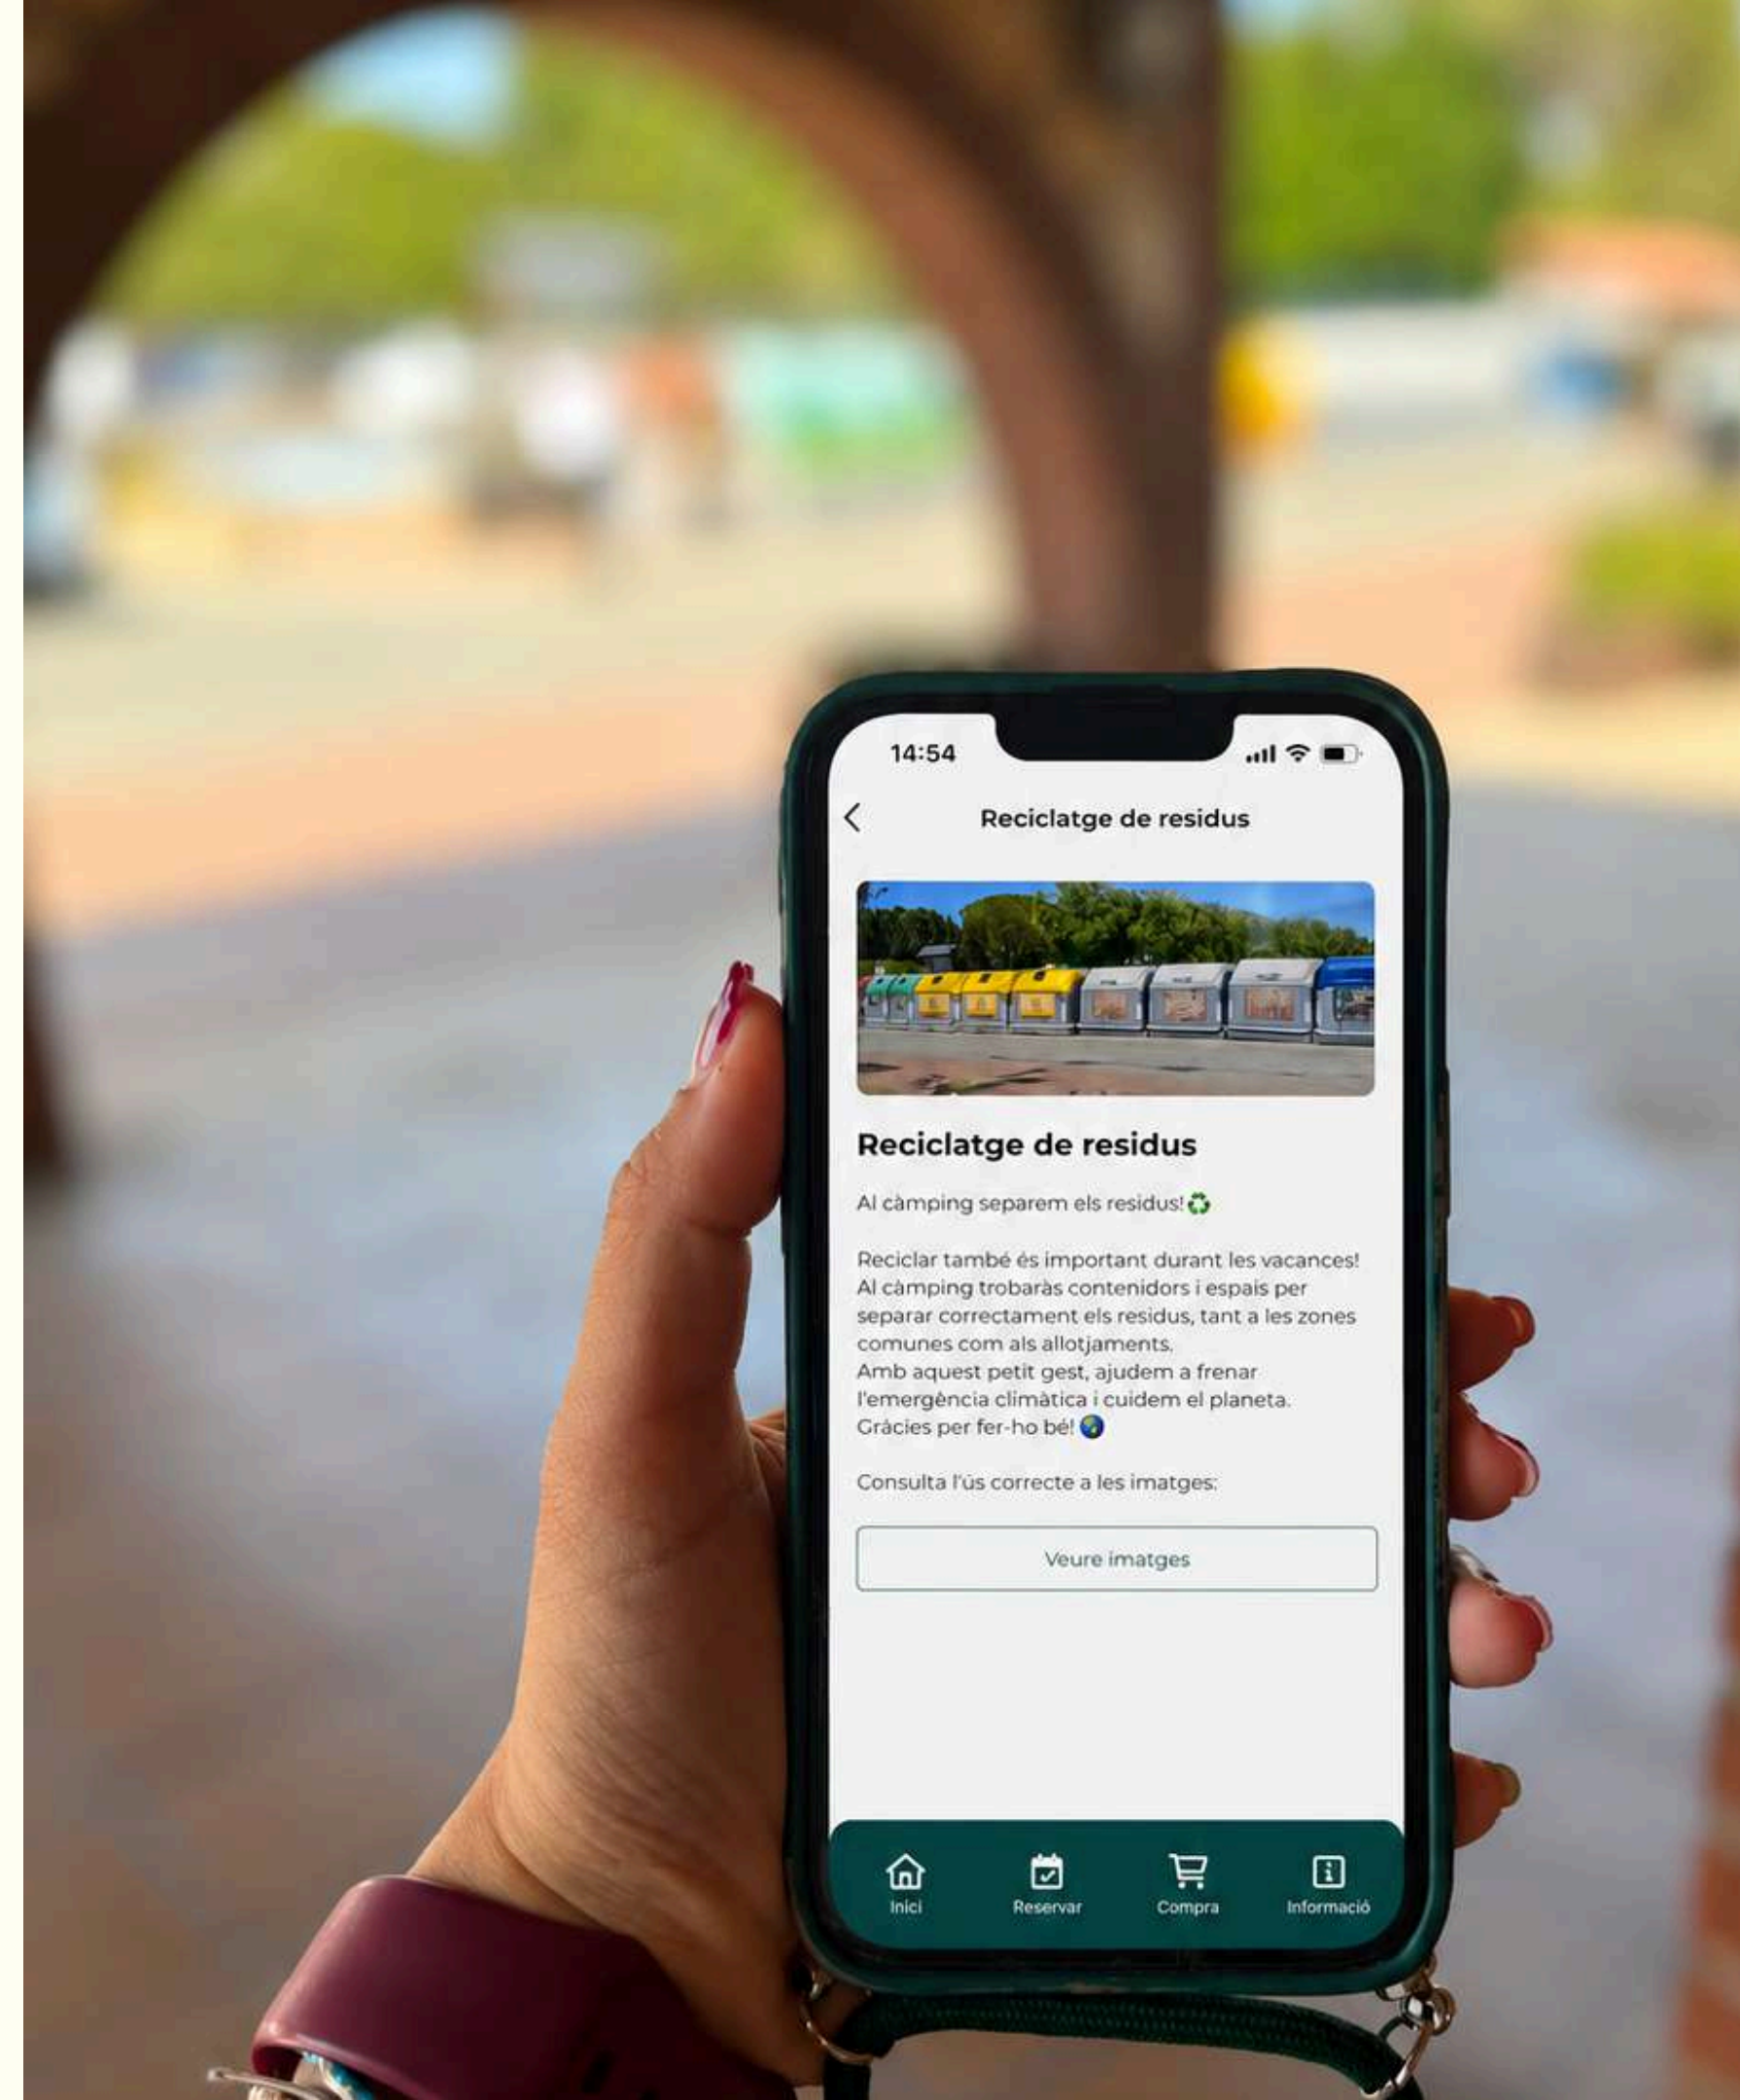 14:54
Reciclatge de residus
Reciclatge de residus
Al càmping separem els residus!♻️
Reciclar també és important durant les vacances!
Al càmping trobaràs contenidors i espais per
separar correctament els residus, tant a les zones
comunes com als allotjaments.
Amb aquest petit gest, ajudem a frenar
l'emergència climàtica i cuidem el planeta.
Gràcies per fer-ho bé! 🌍
Consulta l'ús correcte a les imatges:
Veure imatges
Inici
Reservar
Compra
Informació